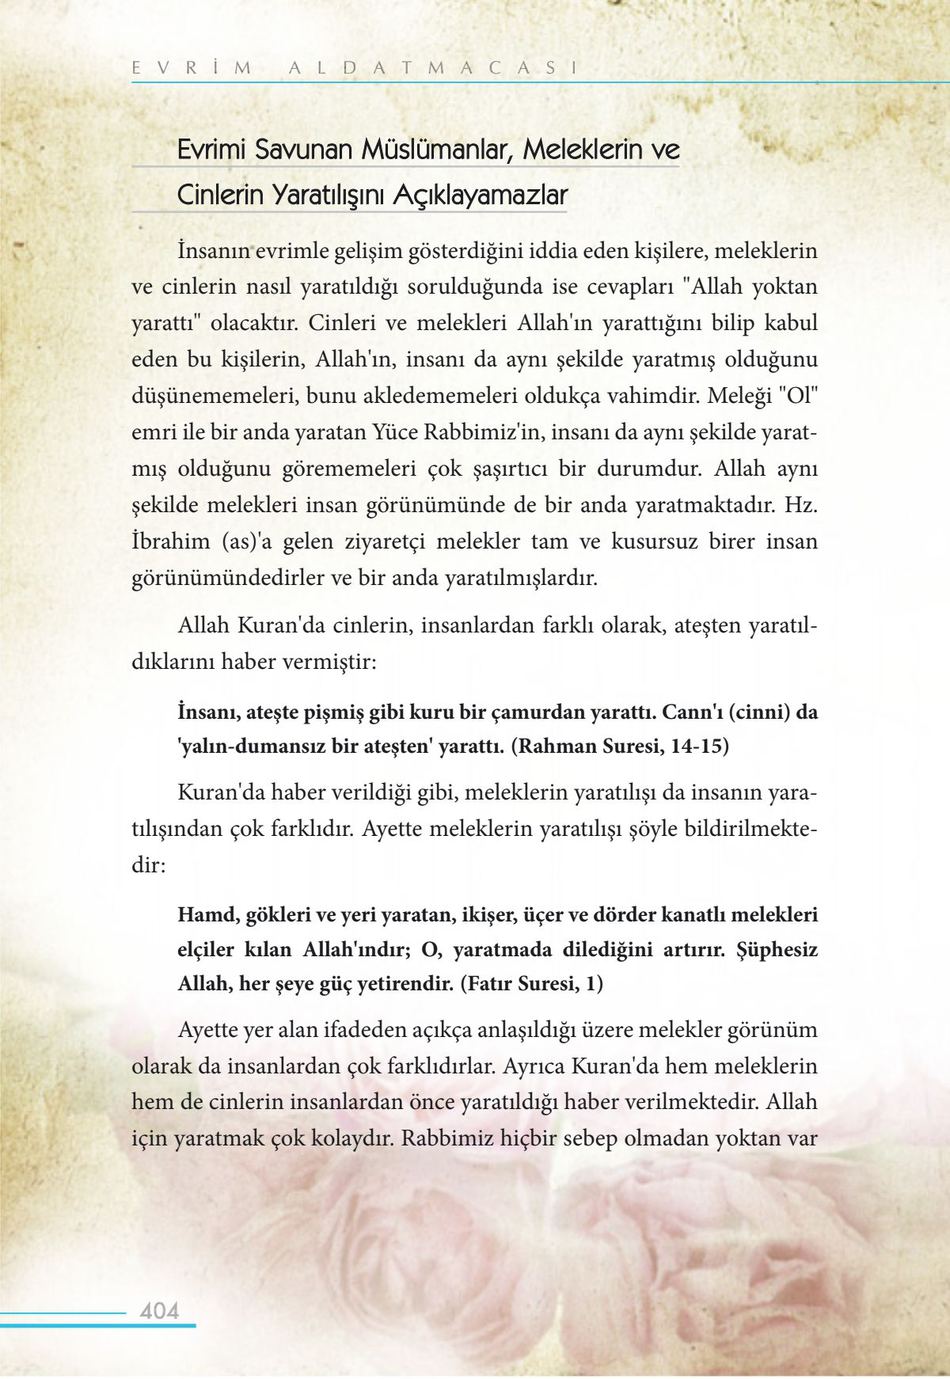 EVRİM ALDATMACASI
Evrimi Savunan Müslümanlar, Meleklerin ve
Cinlerin Yaratılışını Açıklayamazlar
İnsanın evrimle gelişim gösterdiğini iddia eden kişilere, meleklerin
ve cinlerin nasıl yaratıldığı sorulduğunda ise cevapları "Allah yoktan
yarattı" olacaktır. Cinleri ve melekleri Allah'ın yarattığını bilip kabul
eden bu kişilerin, Allah'ın, insanı da aynı şekilde yaratmış olduğunu
düşünememeleri, bunu akledememeleri oldukça vahimdir. Meleği "Ol"
emri ile bir anda yaratan Yüce Rabbimiz'in, insanı da aynı şekilde yarat-
mış olduğunu görememeleri çok şaşırtıcı bir durumdur. Allah aynı
şekilde melekleri insan görünümünde de bir anda yaratmaktadır. Hz.
İbrahim (as)'a gelen ziyaretçi melekler tam ve kusursuz birer insan
görünümündedirler ve bir anda yaratılmışlardır.
Allah Kuran'da cinlerin, insanlardan farklı olarak, ateşten yaratıl-
dıklarını haber vermiştir:
İnsanı, ateşte pişmiş gibi kuru bir çamurdan yarattı. Cann'ı (cinni) da
'yalın-dumansız bir ateşten' yarattı. (Rahman Suresi, 14-15)
Kuran'da haber verildiği gibi, meleklerin yaratılışı da insanın yara-
tılışından çok farklıdır. Ayette meleklerin yaratılışı şöyle bildirilmekte-
dir:
Hamd, gökleri ve yeri yaratan, ikişer, üçer ve dörder kanatlı melekleri
elçiler kılan Allah'ındır; O, yaratmada dilediğini artırır. Şüphesiz
Allah, her şeye güç yetirendir. (Fatır Suresi, 1)
Ayette yer alan ifadeden açıkça anlaşıldığı üzere melekler görünüm
olarak da insanlardan çok farklıdırlar. Ayrıca Kuran'da hem meleklerin
hem de cinlerin insanlardan önce yaratıldığı haber verilmektedir. Allah
için yaratmak çok kolaydır. Rabbimiz hiçbir sebep olmadan yoktan var
404